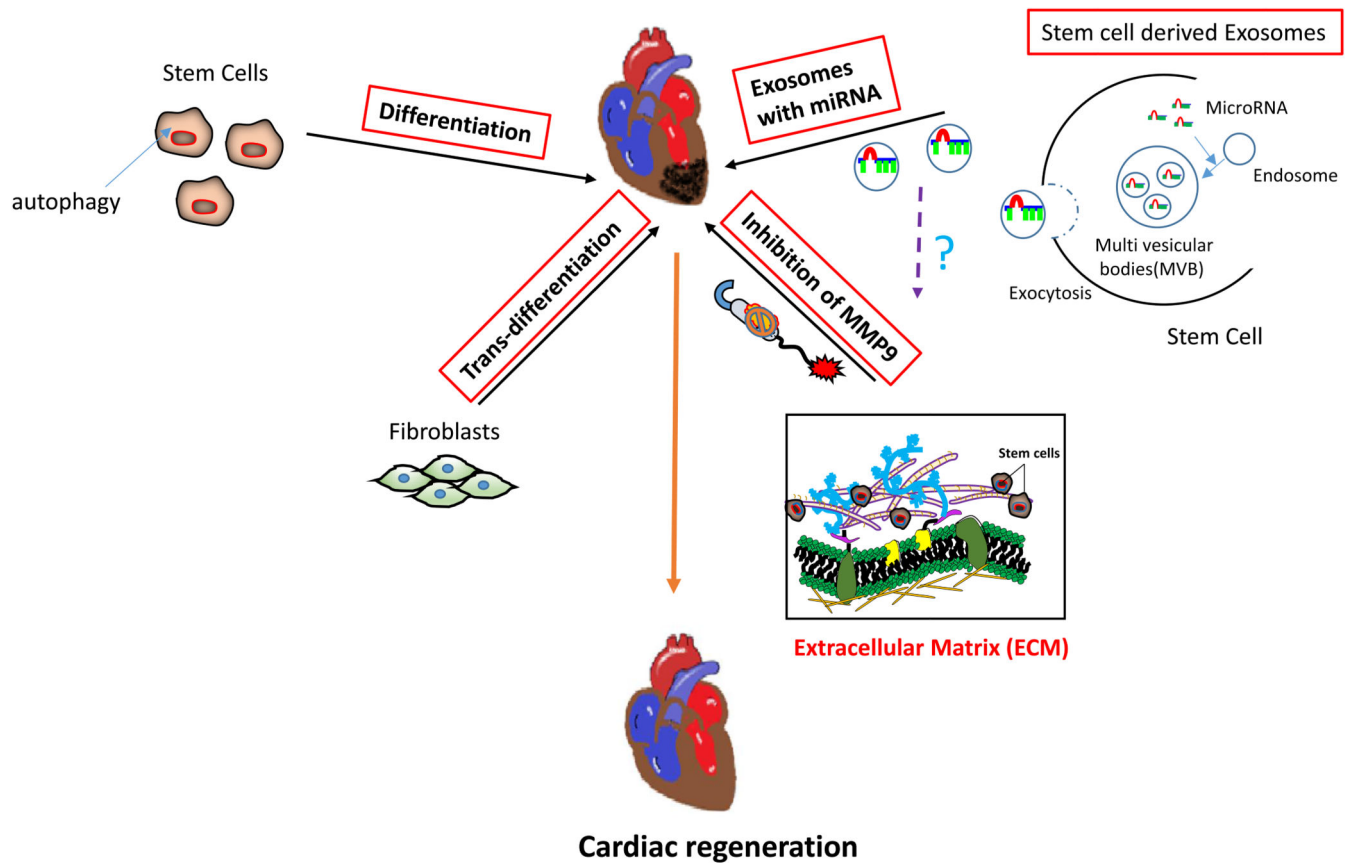 Stem cell derived Exosomes
Stem Cells
Differentiation
Exosomes
with miRNA
MicroRNA
Endosome
autophagy
Multi vesicular
bodies(MVB)
Exocytosis
Stem Cell
Trans-differentiation
Inhibition of MMP9
?
Fibroblasts
Stem cells
Extracellular Matrix (ECM)
Cardiac regeneration